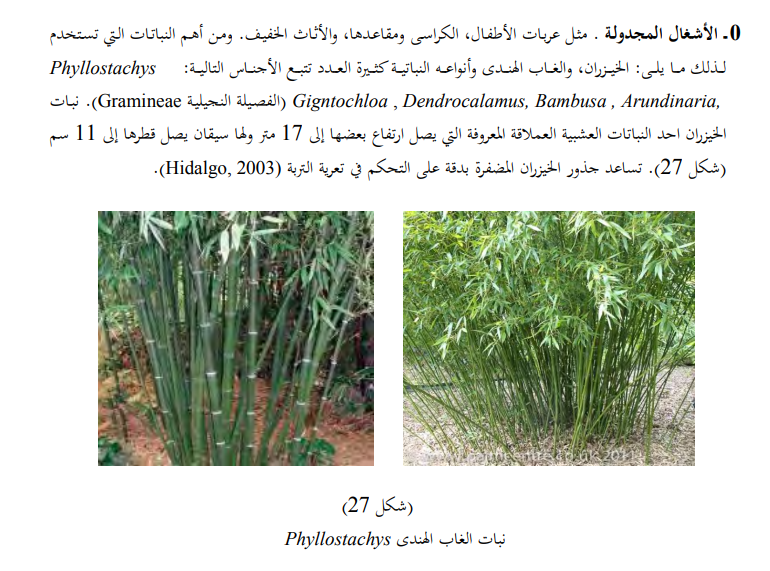 0ـ الأشغال المجدولة . مثل عربات الأطفال، الكراسى ومقاعدها، والأثاث الخفيف. ومن أهم النباتات التي تستخدم
لذلك ما يلى: الخيزران، والغاب الهندى وأنواعه النباتية كثيرة العدد تتبع الأجناس التالية: Phyllostachys
Gigntochloa , Dendrocalamus, Bambusa , Arundinaria, (الفصيلة النجيلية Gramineae). نبات
الخيزران احد النباتات العشبية العملاقة المعروفة التي يصل ارتفاع بعضها إلى 17 متر ولها سيقان يصل قطرها إلى 11 سم
(شكل 27). تساعد جذور الخيزران المضفرة بدقة على التحكم في تعرية التربة (Hidalgo, 2003).
(شكل 27)
نبات الغاب الهندى Phyllostachys